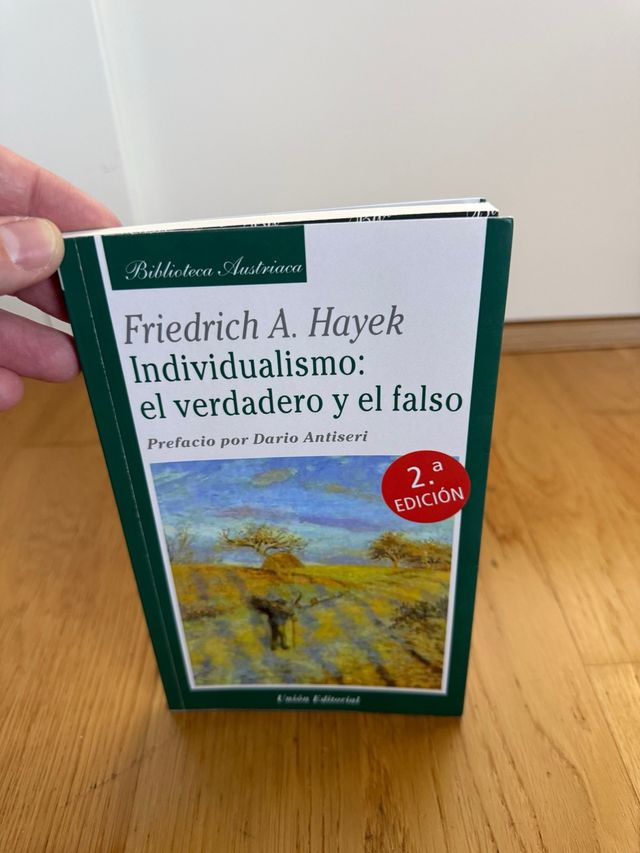 Biblioteca Austriaca
Friedrich A. Hayek
Individualismo:
el verdadero y el falso
Prefacio por Dario Antiseri
2.ª
EDICIÓN
Unión Editorial